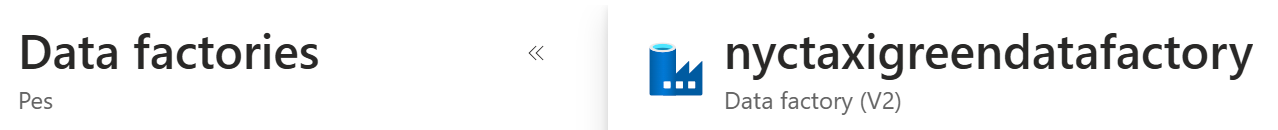 Data factories
Pes
nyctaxigreendatafactory
Data factory (V2)